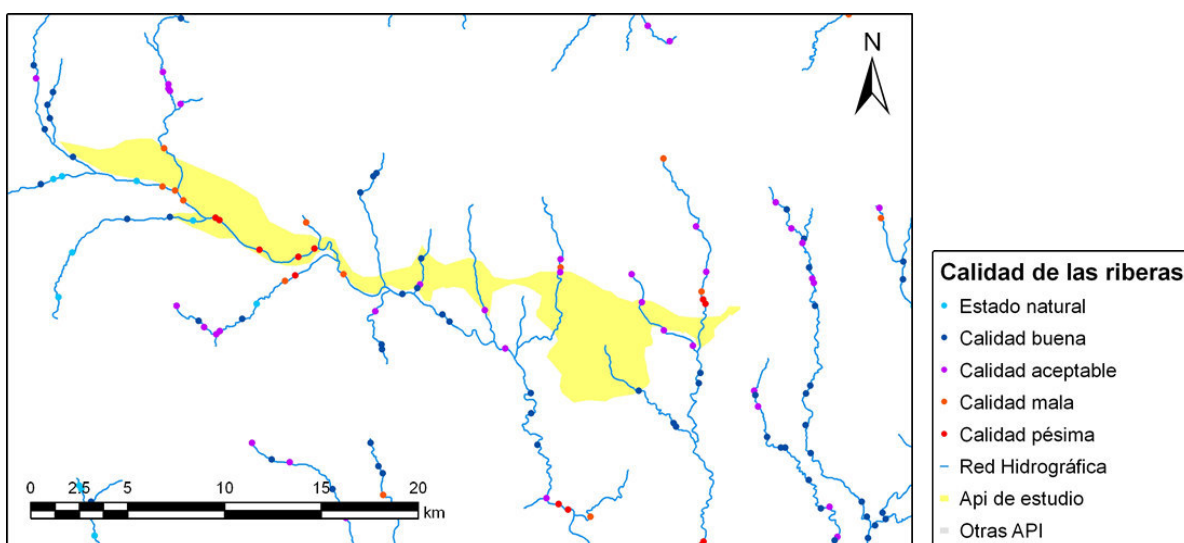 N
Calidad de las riberas
Estado natural
Calidad buena
Calidad aceptable
Calidad mala
Calidad pésima
Red Hidrográfica
Api de estudio
Otras API
0 2.5 5 10 15 20
km